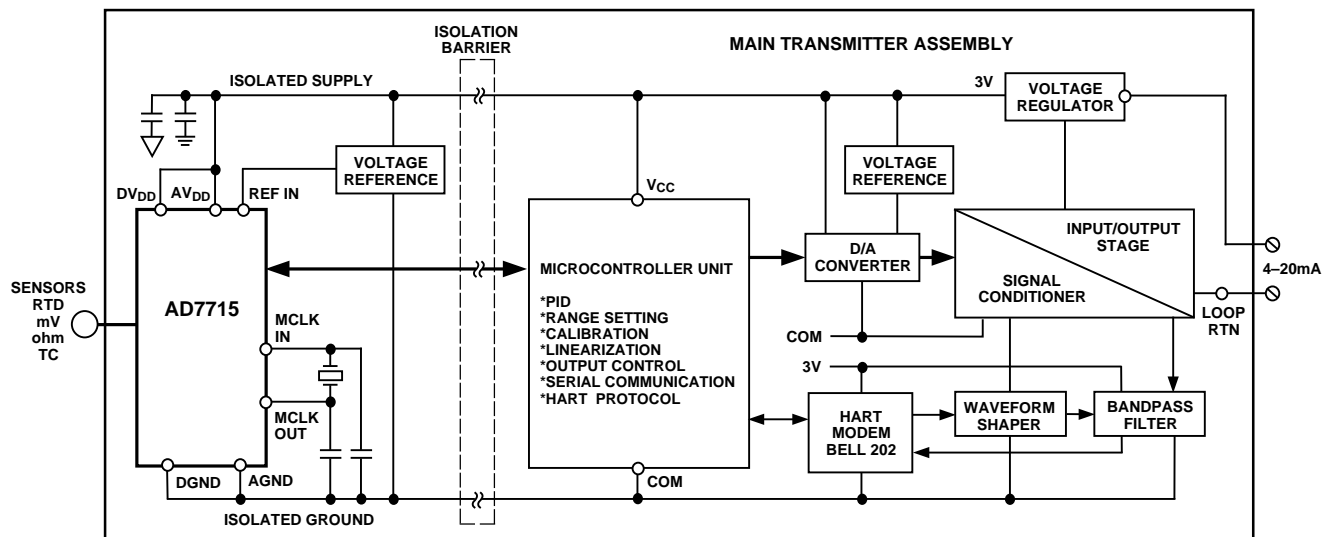 ISOLATION
BARRIER
MAIN TRANSMITTER ASSEMBLY
ISOLATED SUPPLY
3V
VOLTAGE
REGULATOR
VOLTAGE
REFERENCE
VOLTAGE
REFERENCE
DVDD
AVDD
REF IN
VCC
SENSORS
RTD
mV
ohm
TC
AD7715
MCLK
IN
MCLK
OUT
DGND
AGND
ISOLATED GROUND
MICROCONTROLLER UNIT
*PID
*RANGE SETTING
*CALIBRATION
*LINEARIZATION
*OUTPUT CONTROL
*SERIAL COMMUNICATION
*HART PROTOCOL
COM
D/A
CONVERTER
INPUT/OUTPUT
STAGE
SIGNAL
CONDITIONER
4–20mA
LOOP
RTN
COM
3V
HART
MODEM
BELL 202
WAVEFORM
SHAPER
BANDPASS
FILTER